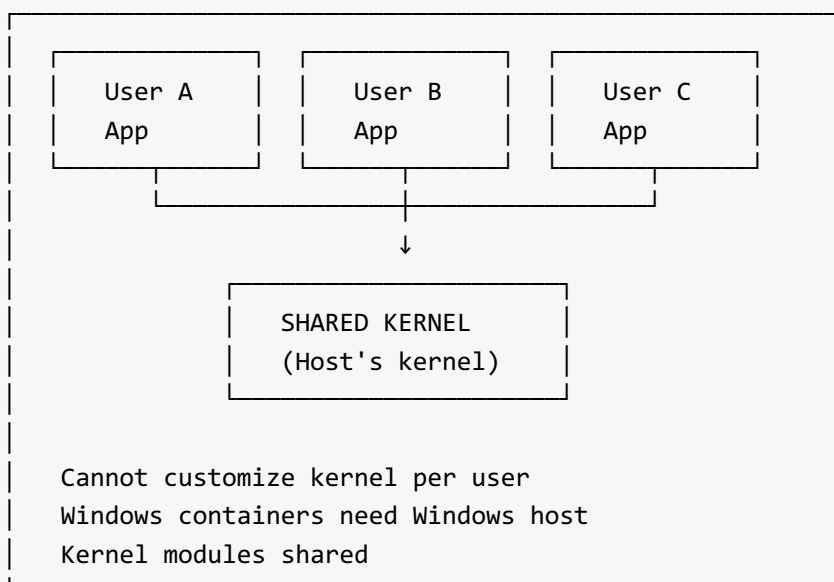 User A User B User C
App App App
SHARED KERNEL
(Host's kernel)
Cannot customize kernel per user
Windows containers need Windows host
Kernel modules shared